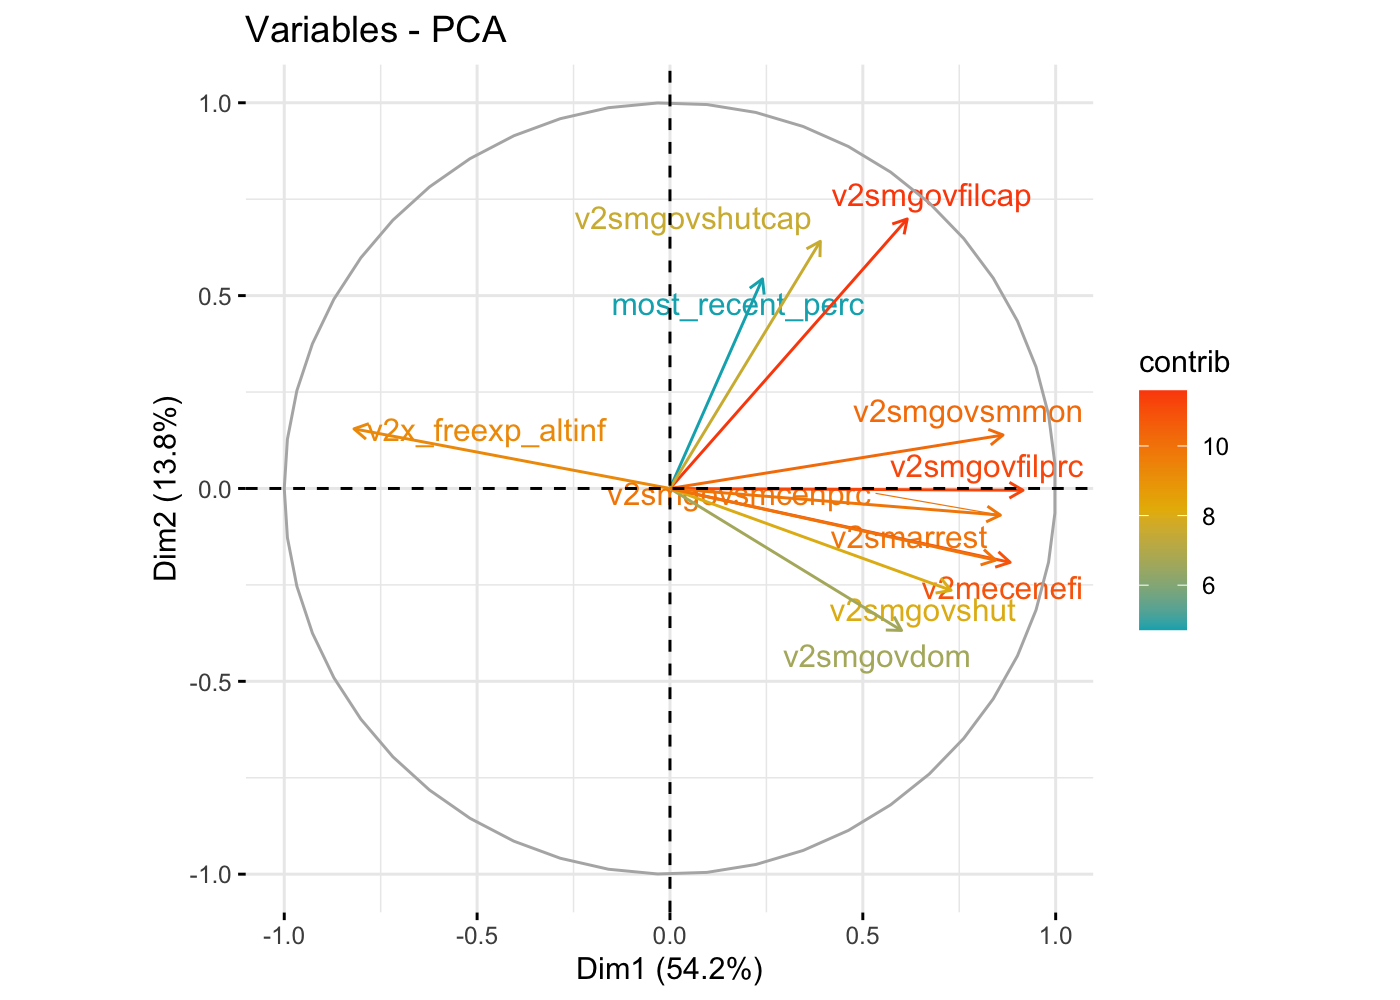 Variables - PCA
1.0
0.5
0.0
-0.5
-1.0
Dim2 (13.8%)
v2smgovfilcap
v2smgovshutcap
most_recent_perc
v2smgovsmmon
v2x_freexp_altinf
v2smgovfilprc
v2smgovsmcenprc
v2smarrest
v2mecenefi
v2smgovshut
v2smgovdom
-1.0
-0.5
0.0
0.5
1.0
Dim1 (54.2%)
contrib
10
8
6